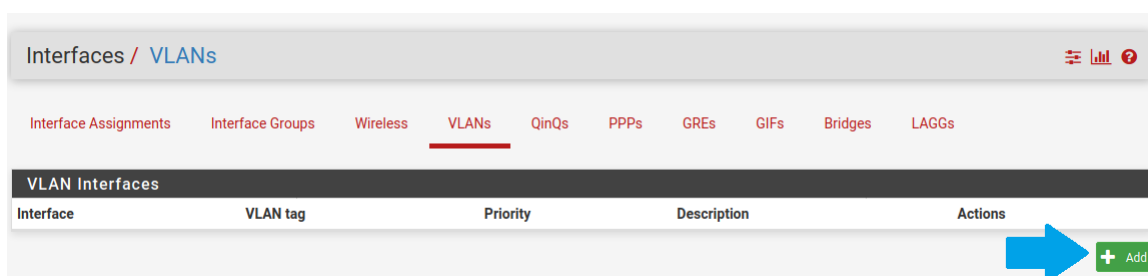 Interfaces / VLANs
Interface Assignments Interface Groups Wireless VLANs QinQs PPPs GREs GIFs Bridges LAGGs
VLAN Interfaces
Interface VLAN tag Priority Description Actions
Add